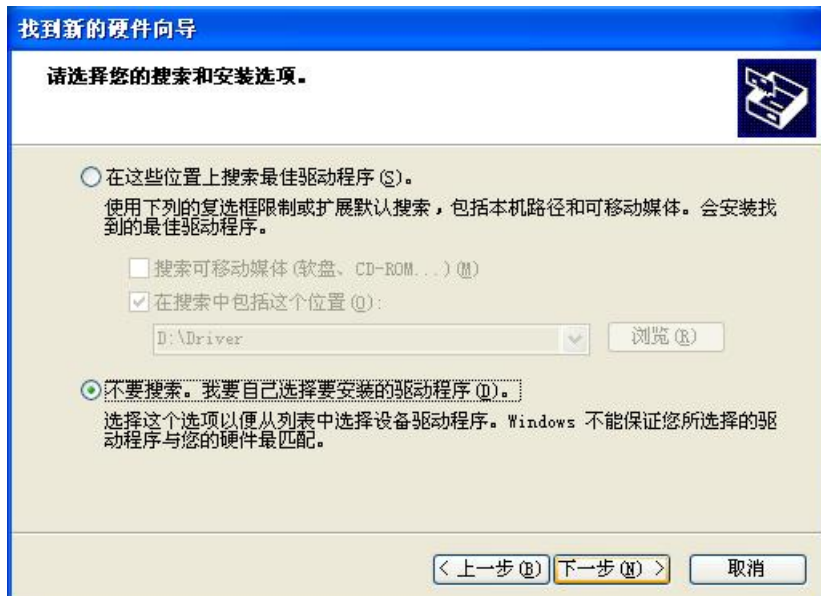 找到新的硬件向导
请选择您的搜索和安装选项。
在这些位置上搜索最佳驱动程序(S)。
使用下列的复选框限制或扩展默认搜索，包括本机路径和可移动媒体。会安装找
到的最佳驱动程序。
搜索可移动媒体(软盘、CD-ROM...)(M)
在搜索中包括这个位置(O):
D:\Driver
浏览(R)
不要搜索。我要自己选择要安装的驱动程序(D)。
选择这个选项以便从列表中选择设备驱动程序。Windows 不能保证您所选择的驱
动程序与您的硬件最匹配。
< 上一步(B) 下一步(N) > 取消